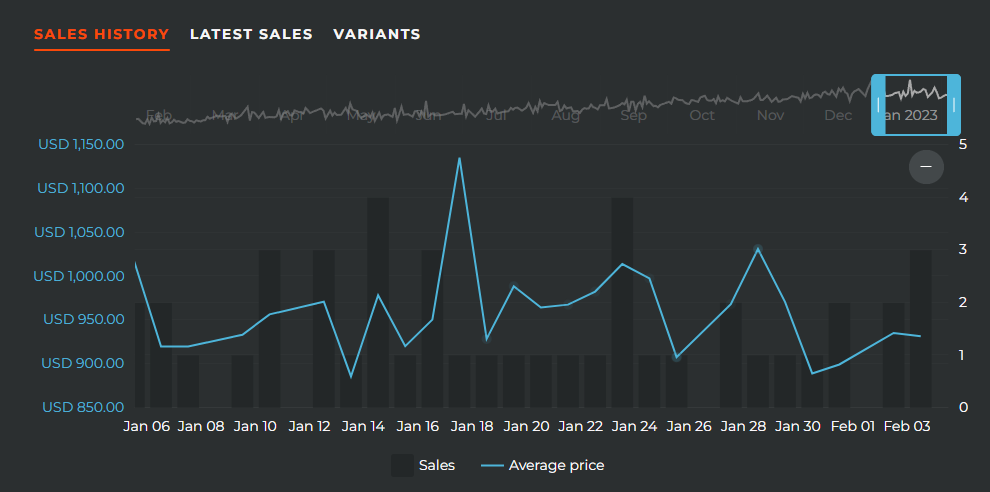 SALES HISTORY LATEST SALES VARIANTS
Feb Mar Apr May Jun Jul Aug Sep Oct Nov Dec an 2023
USD 1,150.00 5
USD 1,100.00 4
USD 1,050.00
USD 1,000.00 3
USD 950.00 2
USD 900.00 1
USD 850.00 0
Jan 06 Jan 08 Jan 10 Jan 12 Jan 14 Jan 16 Jan 18 Jan 20 Jan 22 Jan 24 Jan 26 Jan 28 Jan 30 Feb 01 Feb 03
Sales Average price